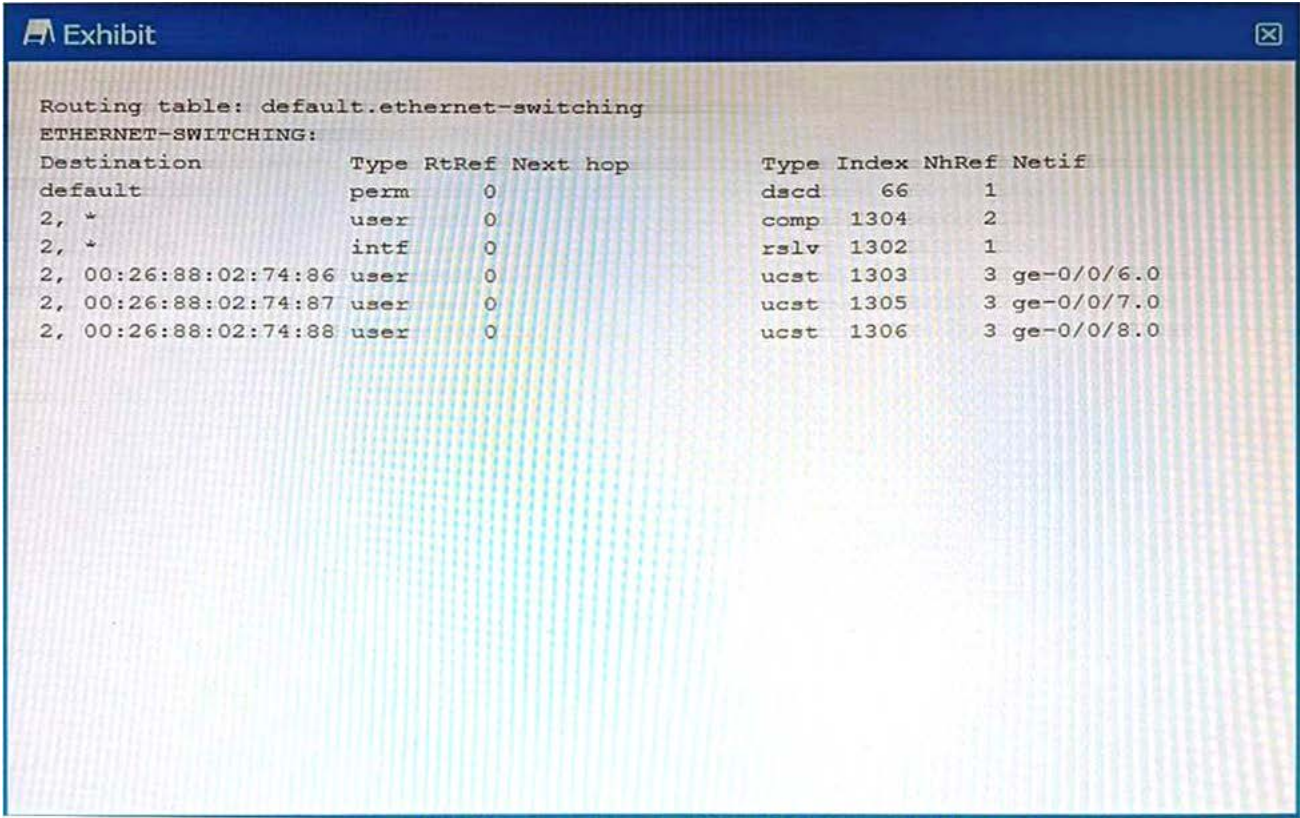 Exhibit
Routing table: default.ethernet-switching
ETHERNET-SWITCHING:
Destination Type RtRef Next hop Type Index NhRef Netif
default perm 0 dscd 66 1
2, * user 0 comp 1304 2
2, * intf 0 rslv 1302 1
2, 00:26:88:02:74:86 user 0 ucst 1303 3 ge-0/0/6.0
2, 00:26:88:02:74:87 user 0 ucst 1305 3 ge-0/0/7.0
2, 00:26:88:02:74:88 user 0 ucst 1306 3 ge-0/0/8.0